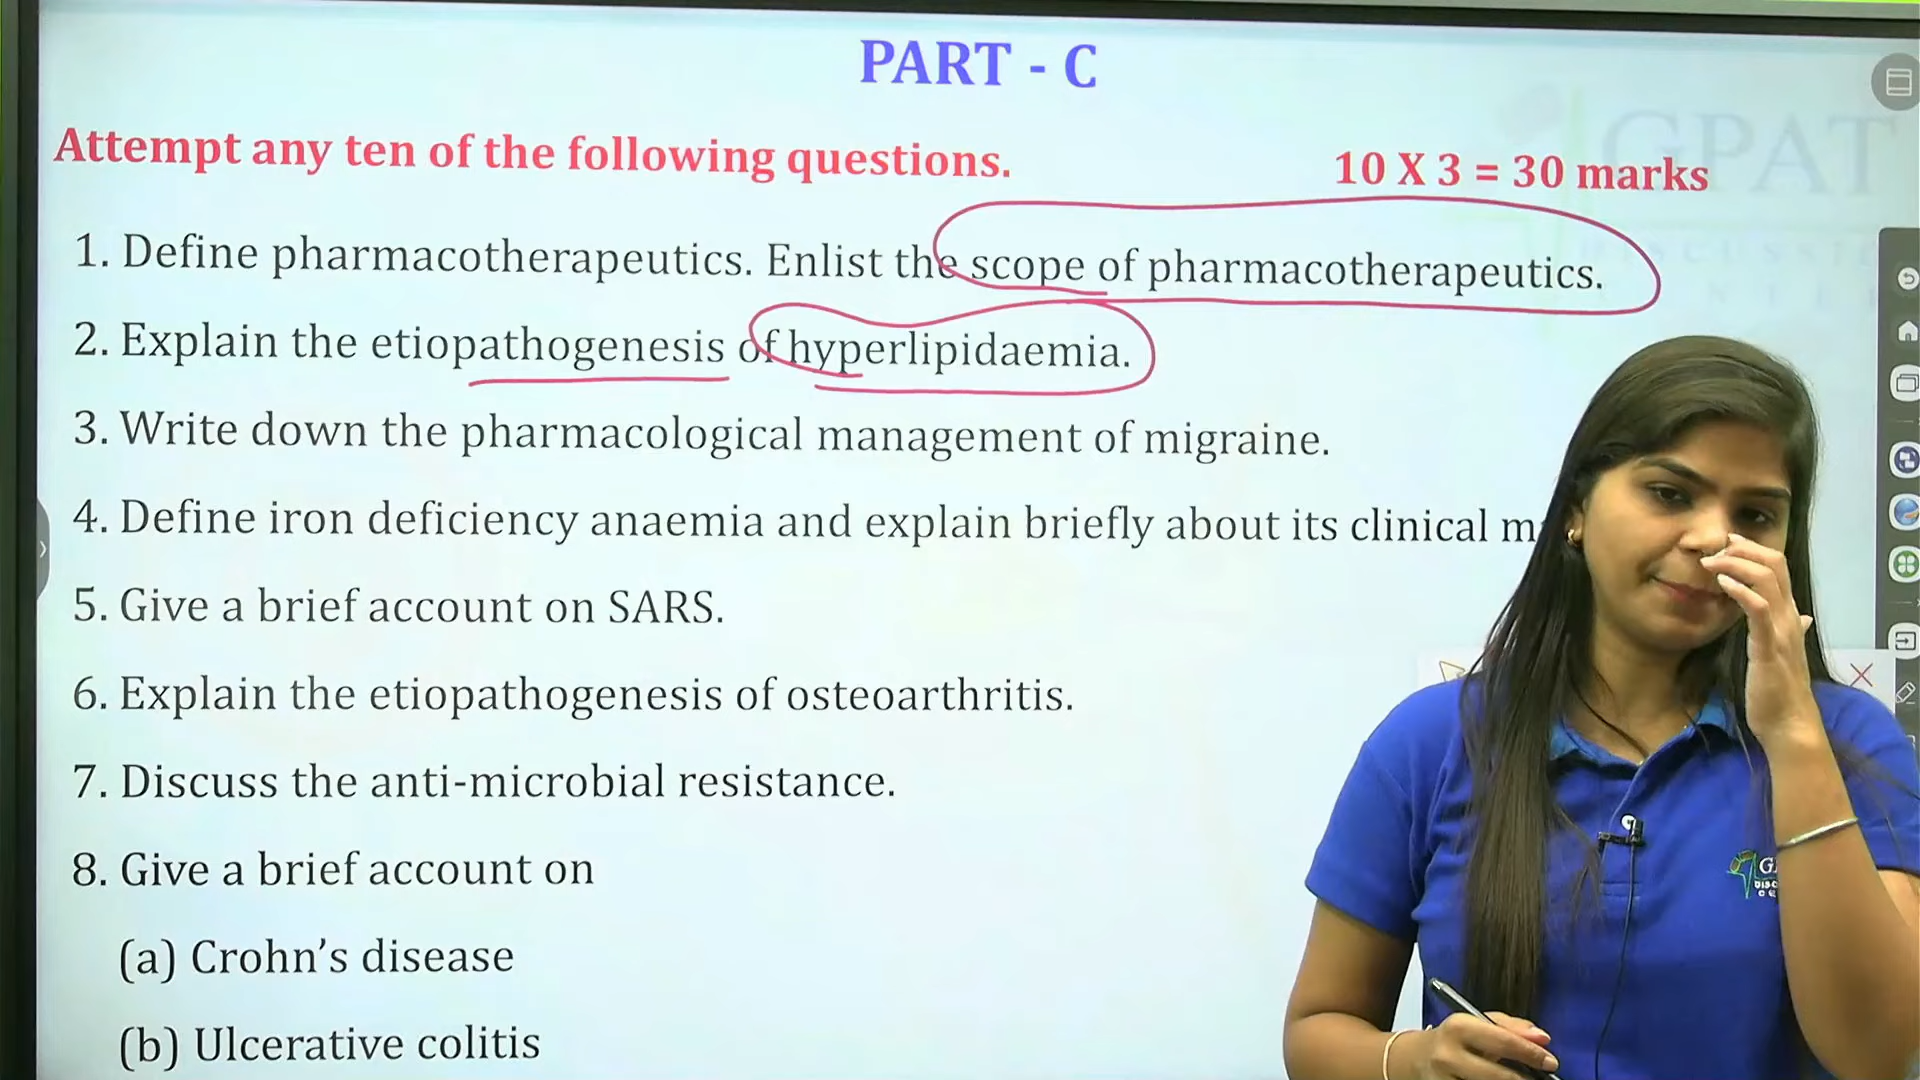 PART - C
Attempt any ten of the following questions.
10 X 3 = 30 marks
GPAT
1. Define pharmacotherapeutics. Enlist the scope of pharmacotherapeutics.
2. Explain the etiopathogenesis of hyperlipidaemia.
3. Write down the pharmacological management of migraine.
4. Define iron deficiency anaemia and explain briefly about its clinical
5. Give a brief account on SARS.
6. Explain the etiopathogenesis of osteoarthritis.
7. Discuss the anti-microbial resistance.
8. Give a brief account on
(a) Crohn's disease
(b) Ulcerative colitis